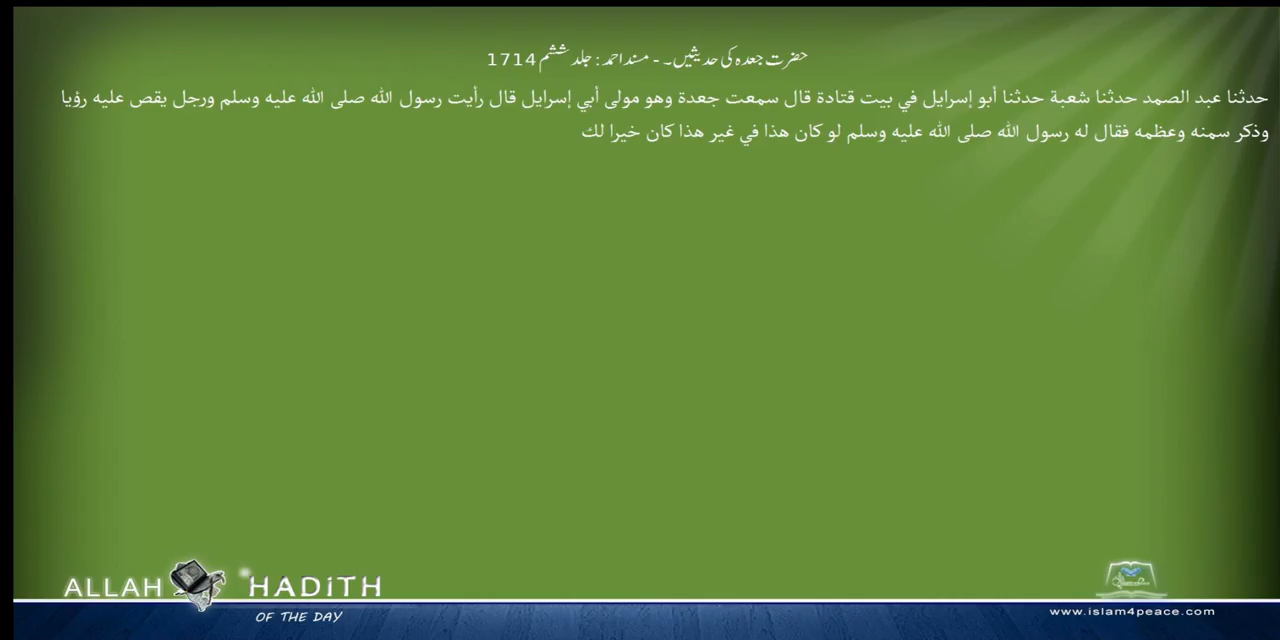 حضرت جعدہ کی حدیثیں۔ - مسند احمد : جلد ششم 1714
حدثنا عبد الصمد حدثنا شعبة حدثنا أبو إسرايل في بيت قتادة قال سمعت جعدة وهو مولى أبي إسرايل قال رأيت رسول الله صلى الله عليه وسلم ورجل يقص عليه رؤيا
وذكر سمنه وعظمه فقال له رسول الله صلى الله عليه وسلم لو كان هذا في غير هذا كان خيرا لك
ALLAH HADITH
OF THE DAY
www.islam4peace.com